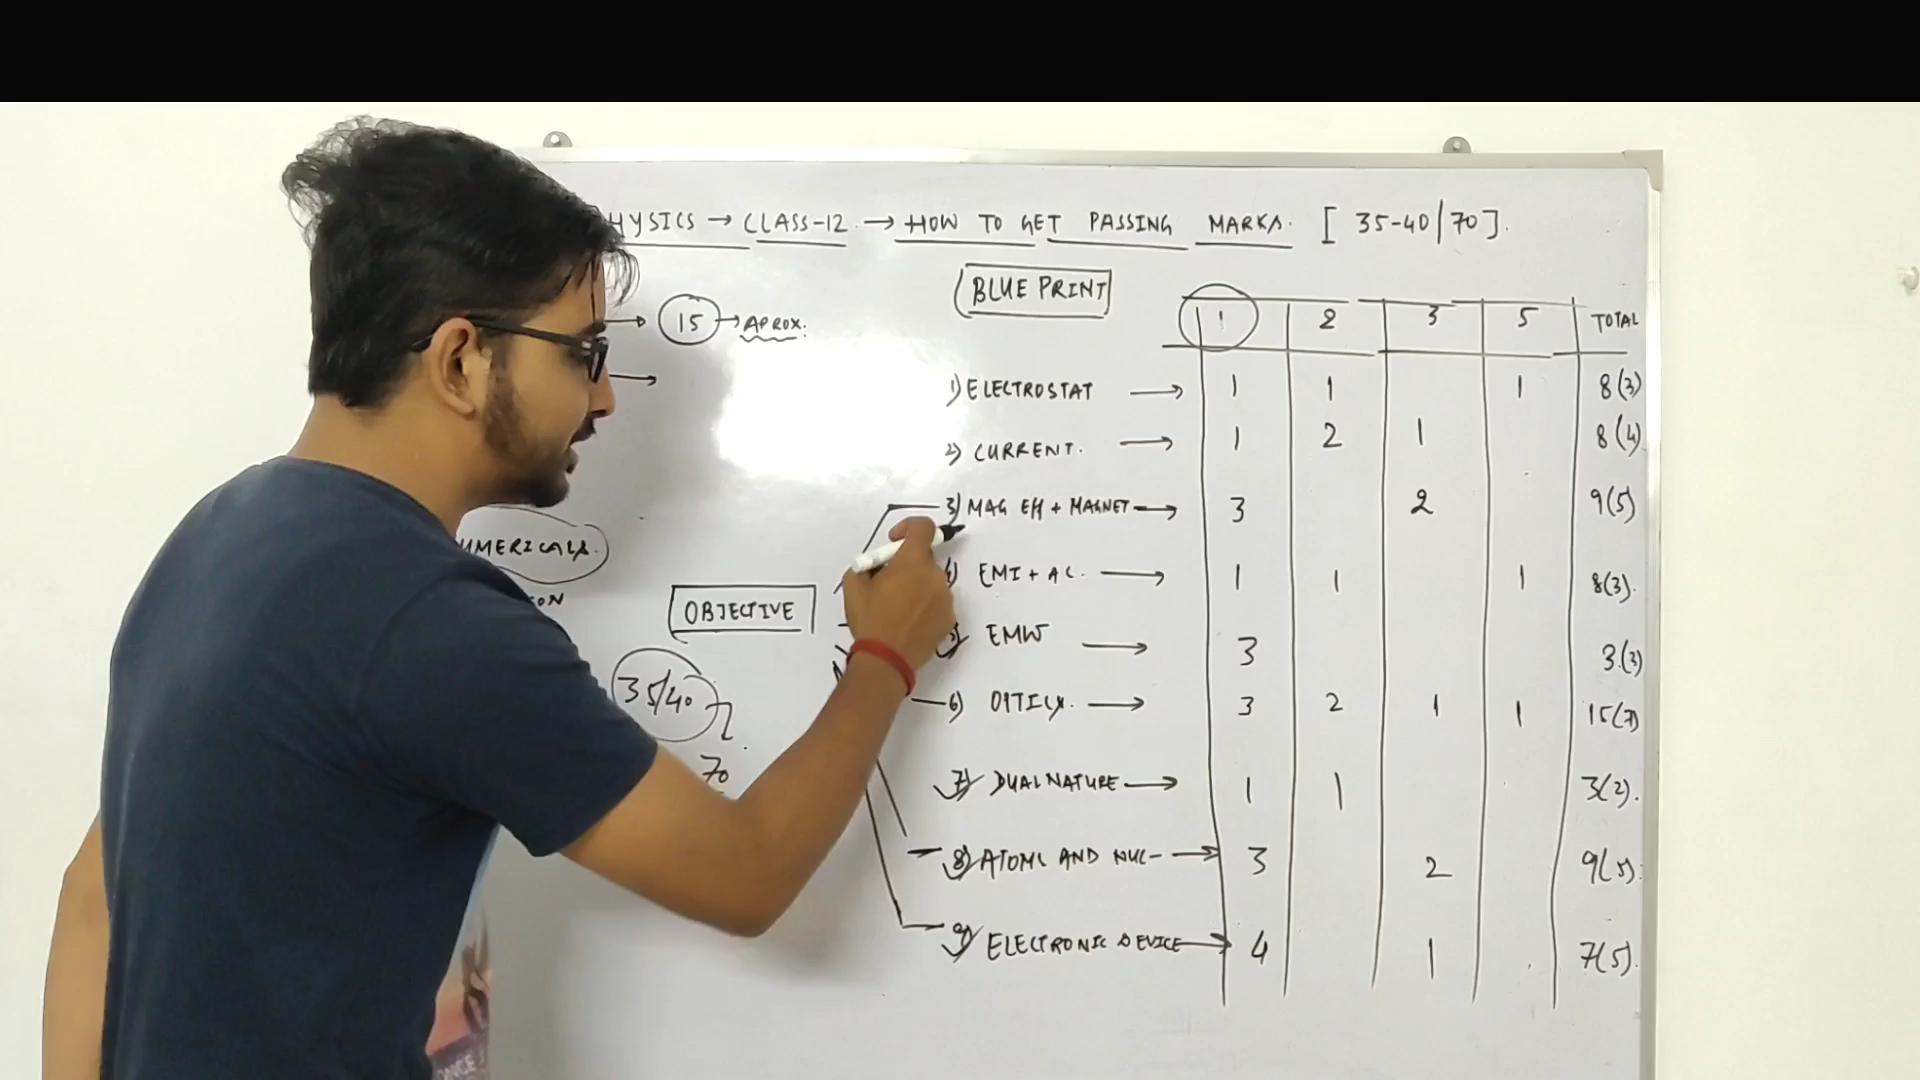 HYSICS → CLASS-12 → HOW TO GET PASSING MARKS. [ 35-40/70 ].
BLUE PRINT
→ 15 → APROX.
1 2 3 5 TOTAL
1) ELECTROSTAT → 1 1 1 8(3)
2) CURRENT. → 1 2 1 8(4)
3) MAG Eff + MAGNET → 3 2 9(5)
UMERICALS.
EMI + AC. → 1 1 1 8(3).
OBJECTIVE
EMW → 3 3.(3)
35/40
70
6) OPTICS. → 3 2 1 1 15(7)
7) DUAL NATURE → 1 1 3(2).
8) ATOMC AND NUC- → 3 2 9(5).
9) ELECTRONIC DEVICE → 4 1 7(5).